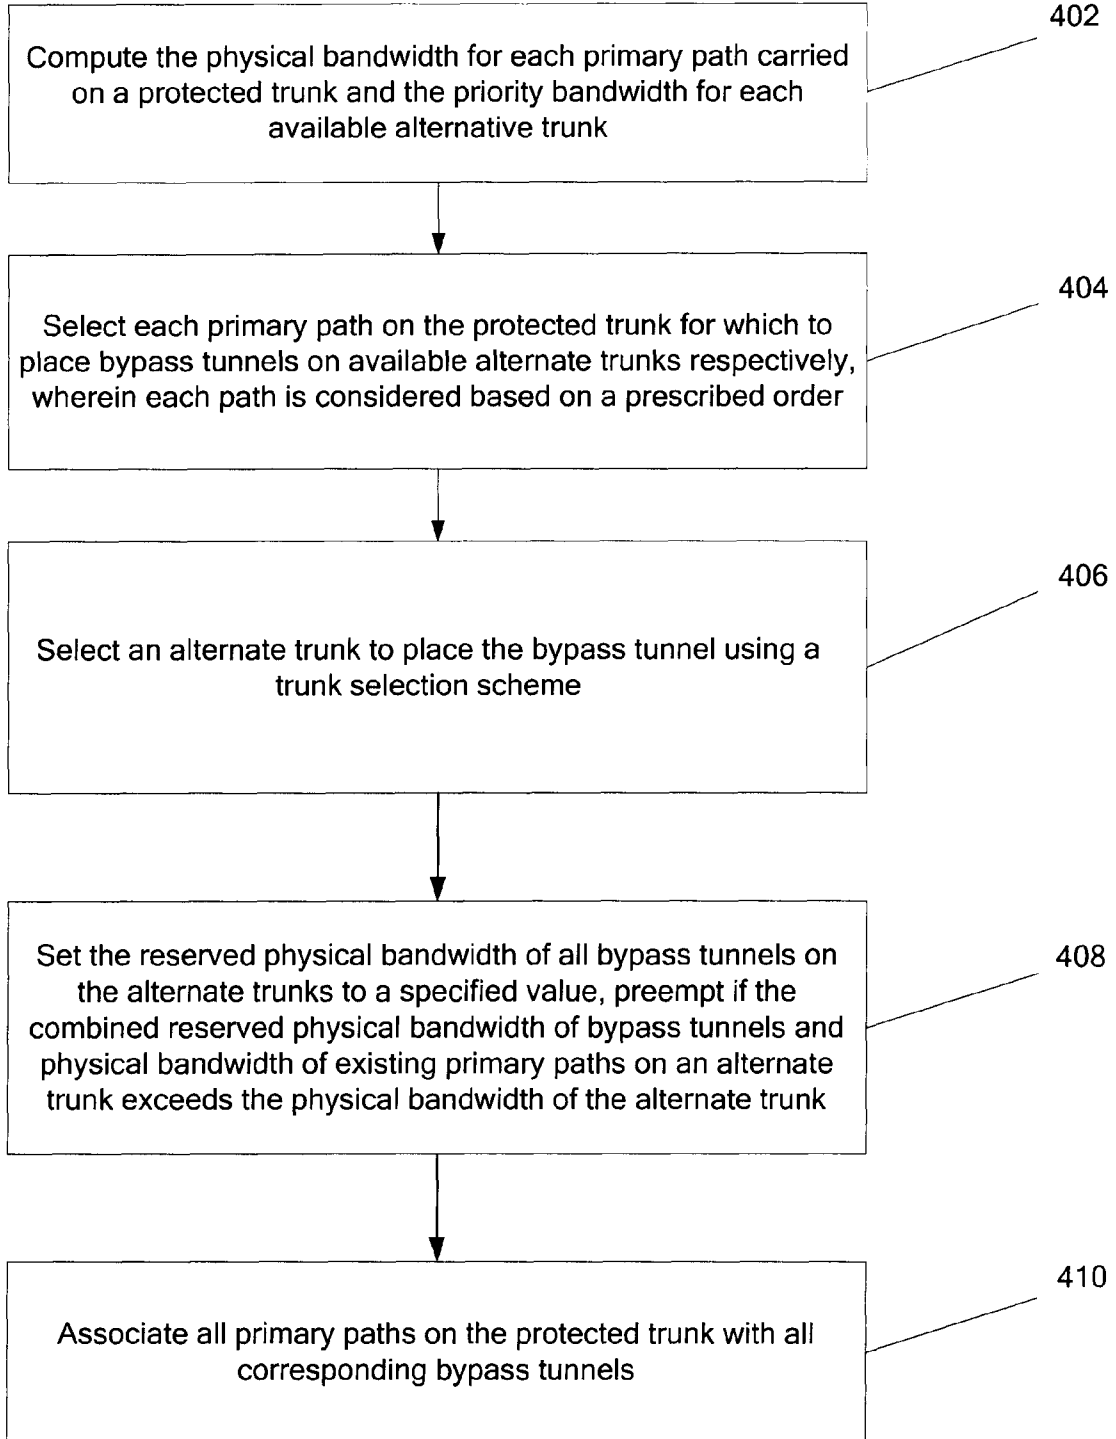 402
Compute the physical bandwidth for each primary path carried
on a protected trunk and the priority bandwidth for each
available alternative trunk
404
Select each primary path on the protected trunk for which to
place bypass tunnels on available alternate trunks respectively,
wherein each path is considered based on a prescribed order
406
Select an alternate trunk to place the bypass tunnel using a
trunk selection scheme
408
Set the reserved physical bandwidth of all bypass tunnels on
the alternate trunks to a specified value, preempt if the
combined reserved physical bandwidth of bypass tunnels and
physical bandwidth of existing primary paths on an alternate
trunk exceeds the physical bandwidth of the alternate trunk
410
Associate all primary paths on the protected trunk with all
corresponding bypass tunnels